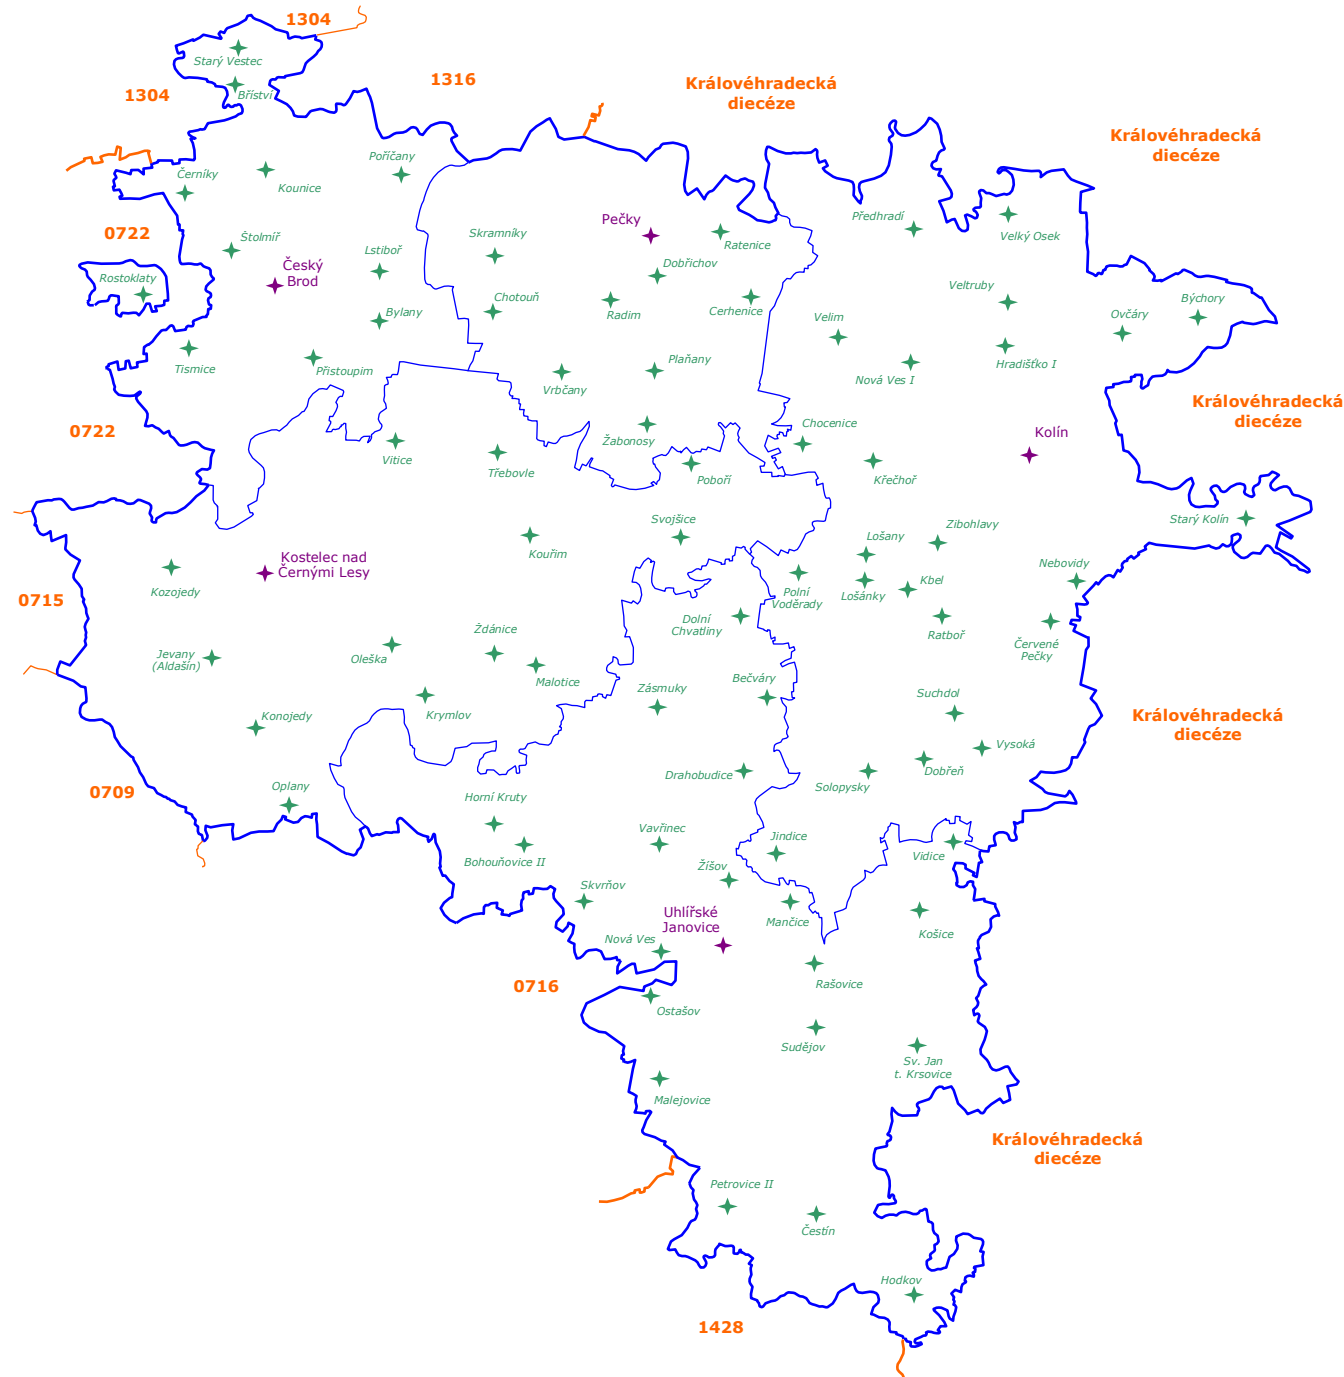 1304
Starý Vestec
1316
Královéhradecká
diecéze
1304
Bříství
Královéhradecká
diecéze
Poříčany
Černíky
Kounice
Předhradí
Velký Osek
Pečky
0722
Štolmíř
Skramníky
Ratenice
Lstiboř
Český
Brod
Dobřichov
Rostoklaty
Veltruby
Býchory
Chotouň
Radim
Cerhenice
Bylany
Velim
Ovčáry
Tismice
Přistoupim
Plaňany
Vrbčany
Nová Ves I
Hradišťko I
Královéhradecká
diecéze
0722
Žabonosy
Chocenice
Kolín
Vitice
Třebovle
Poboří
Křečhoř
Svojšice
Starý Kolín
Zibohlavy
Kouřim
Lošany
Kostelec nad
Černými Lesy
Nebovidy
Kozojedy
Polní
Voděrady
Lošánky
Kbel
0715
Dolní
Chvatliny
Ratboř
Ždánice
Červené
Pečky
Jevany
(Aldašín)
Oleška
Malotice
Zásmuky
Bečváry
Suchdol
Konojedy
Krymlov
Královéhradecká
diecéze
Vysoká
Drahobudice
Dobřeň
0709
Oplany
Solopysky
Horní Kruty
Vavřinec
Jindice
Bohouňovice II
Vidice
Žíšov
Skvrňov
Uhlířské
Janovice
Mančice
Košice
Nová Ves
0716
Rašovice
Ostašov
Sudějov
Sv. Jan
t. Krsovice
Malejovice
Královéhradecká
diecéze
Petrovice II
Čestín
Hodkov
1428